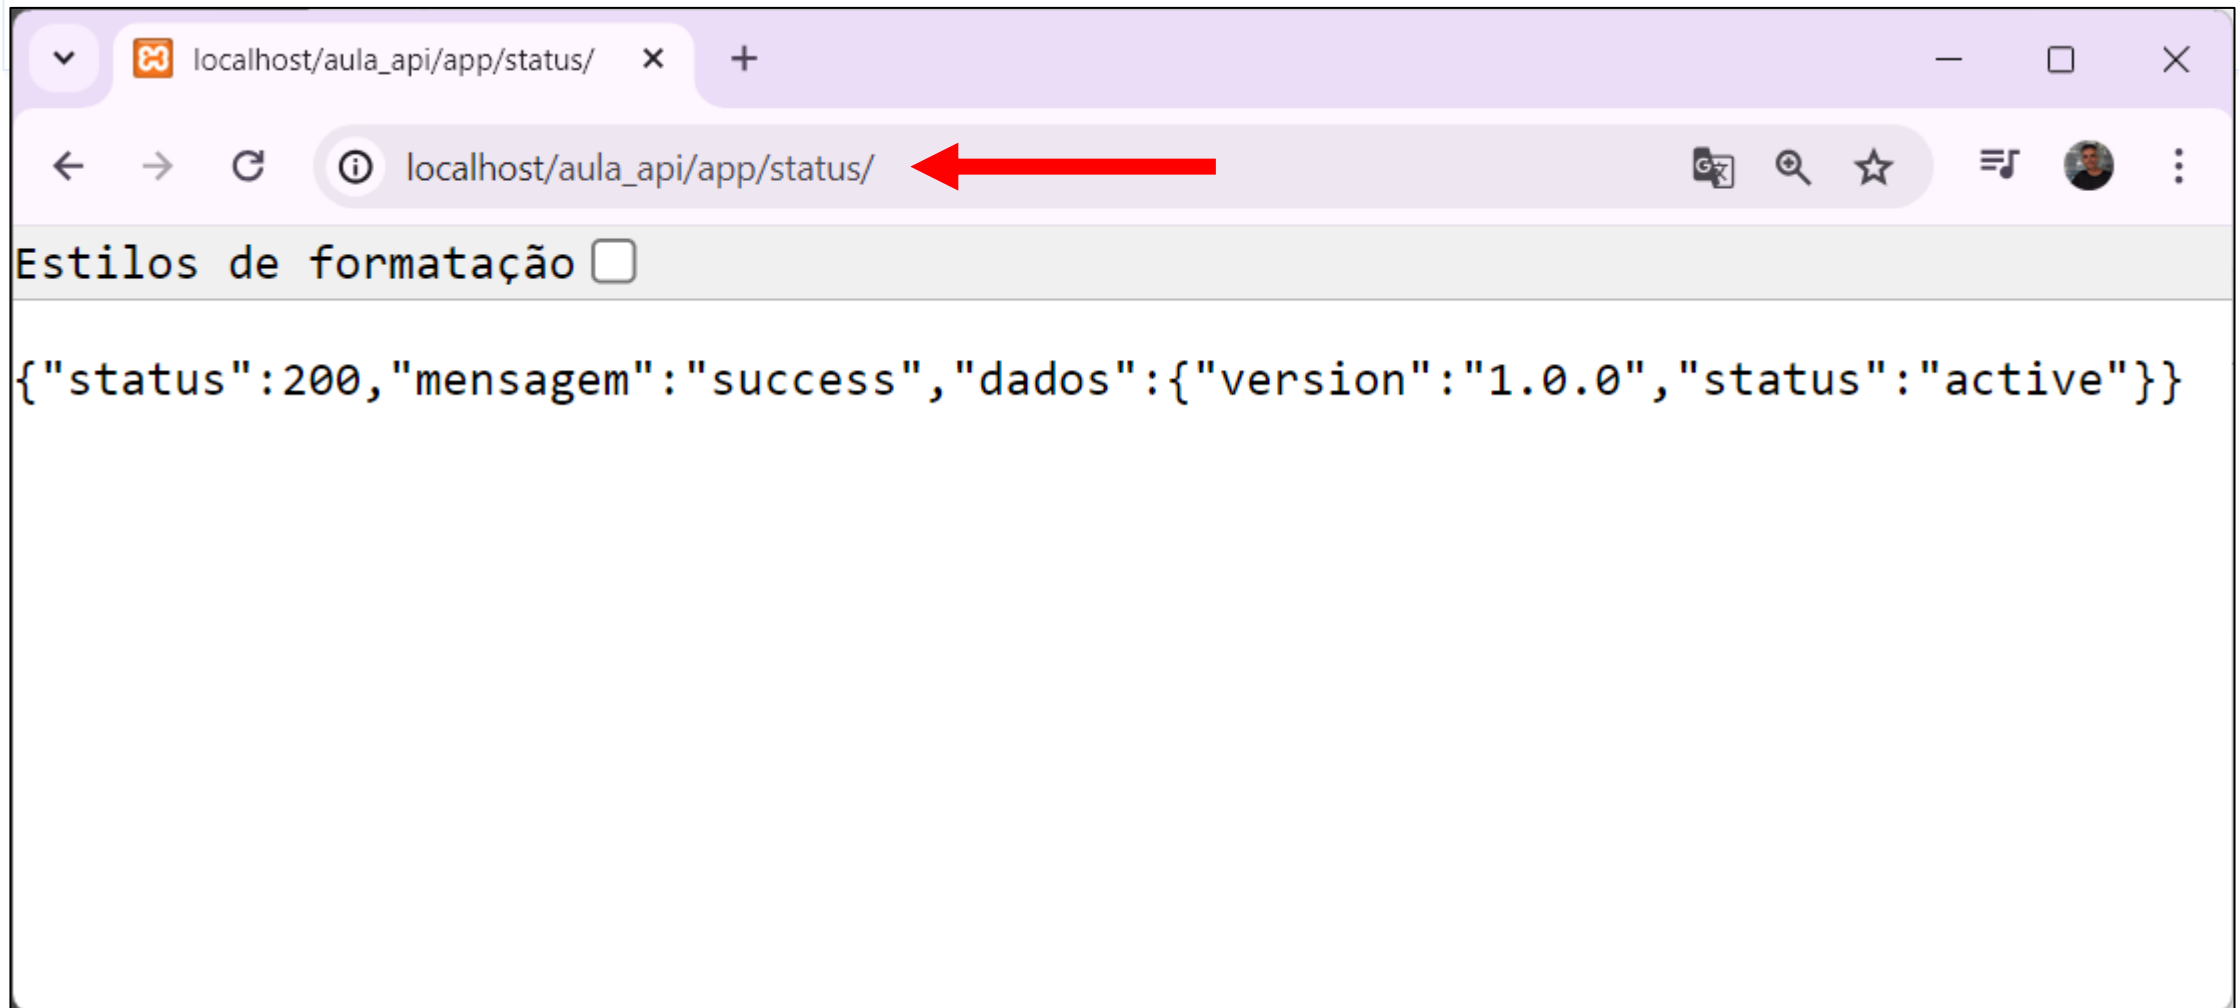 localhost/aula_api/app/status/
localhost/aula_api/app/status/
Estilos de formatação
{"status":200,"mensagem":"success","dados":{"version":"1.0.0","status":"active"}}